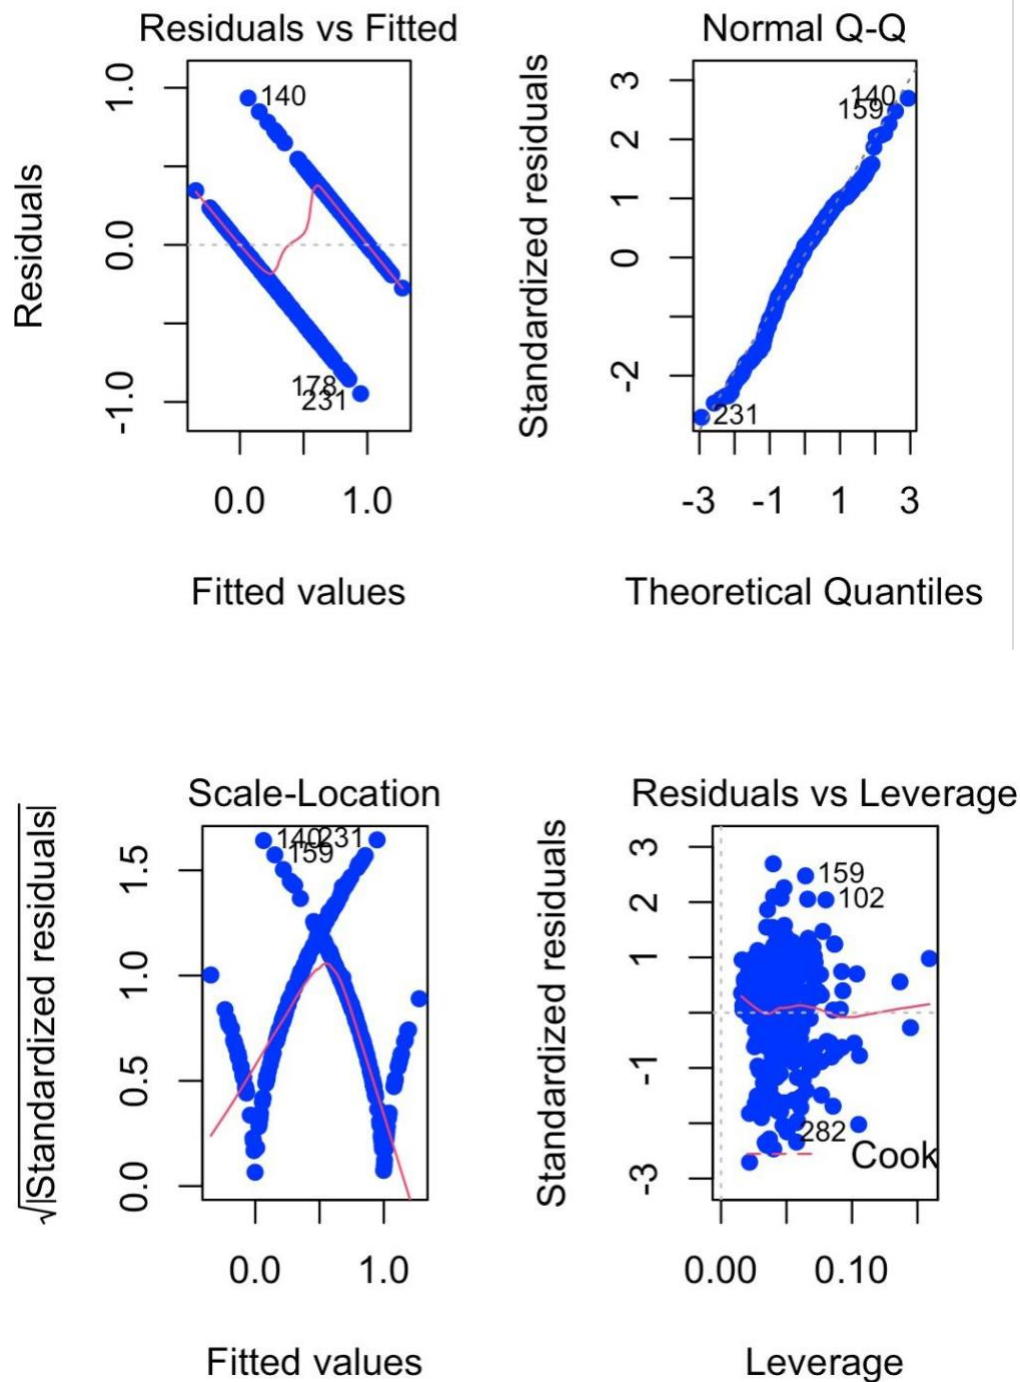 Residuals vs Fitted
Residuals
1.0
0.0
-1.0
140
178
231
0.0 1.0
Fitted values
Normal Q-Q
Standardized residuals
3
2
1
0
-2
140
159
231
-3 -1 1 3
Theoretical Quantiles
Scale-Location
√|Standardized residuals|
1.5
1.0
0.5
0.0
140
231
159
0.0 1.0
Fitted values
Residuals vs Leverage
Standardized residuals
3
2
1
-1
-3
159
102
282
Cook
0.00 0.10
Leverage